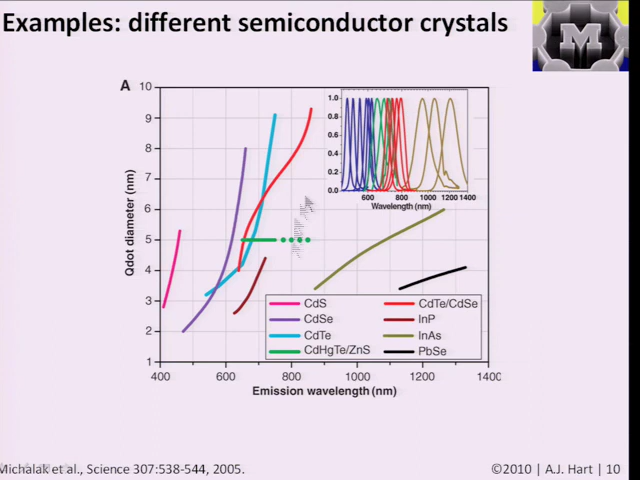 Examples: different semiconductor crystals
M
A
10
9
8
7
6
5
4
3
2
1
Qdot diameter (nm)
400
600
800
1000
1200
1400
Emission wavelength (nm)
1.0
0.8
0.6
0.4
0.2
0.0
600
800
1000
1200
1400
Wavelength (nm)
CdS
CdSe
CdTe
CdHgTe/ZnS
CdTe/CdSe
InP
InAs
PbSe
Michalak et al., Science 307:538-544, 2005.
©2010 | A.J. Hart | 10